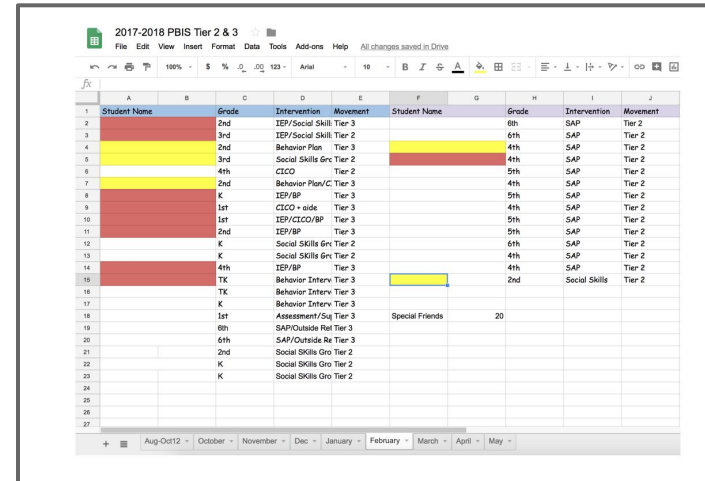 2017-2018 PBIS Tier 2 & 3
File Edit View Insert Format Data Tools Add-ons Help All changes saved in Drive
100% $ % .0 .00 123 Arial 10 B I S A
fx
A B C D E F G H I J
1 Student Name Grade Intervention Movement Student Name Grade Intervention Movement
2 2nd IEP/Social Skill Tier 3 6th SAP Tier 2
3 3rd IEP/Social Skill Tier 2 6th SAP Tier 2
4 2nd Behavior Plan Tier 3 4th SAP Tier 2
5 3rd Social Skills Gro Tier 2 4th SAP Tier 2
6 4th CICO Tier 2 5th SAP Tier 2
7 2nd Behavior Plan/C Tier 3 4th SAP Tier 2
8 K IEP/BP Tier 3 5th SAP Tier 2
9 1st CICO + aide Tier 3 4th SAP Tier 2
10 1st IEP/CICO/BP Tier 3 5th SAP Tier 2
11 2nd IEP/BP Tier 3 5th SAP Tier 2
12 K Social SKills Gro Tier 2 6th SAP Tier 2
13 K Social SKills Gro Tier 2 4th SAP Tier 2
14 4th IEP/BP Tier 3 4th SAP Tier 2
15 TK Behavior Interv Tier 3 2nd Social Skills Tier 2
16 TK Behavior Interv Tier 3
17 K Behavior Interv Tier 3
18 1st Assessment/Su Tier 3 Special Friends 20
19 6th SAP/Outside Ref Tier 3
20 6th SAP/Outside Re Tier 3
21 2nd Social SKills Gro Tier 2
22 K Social SKills Gro Tier 2
23 K Social SKills Gro Tier 2
24
25
26
27
Aug-Oct12 October November Dec January February March April May